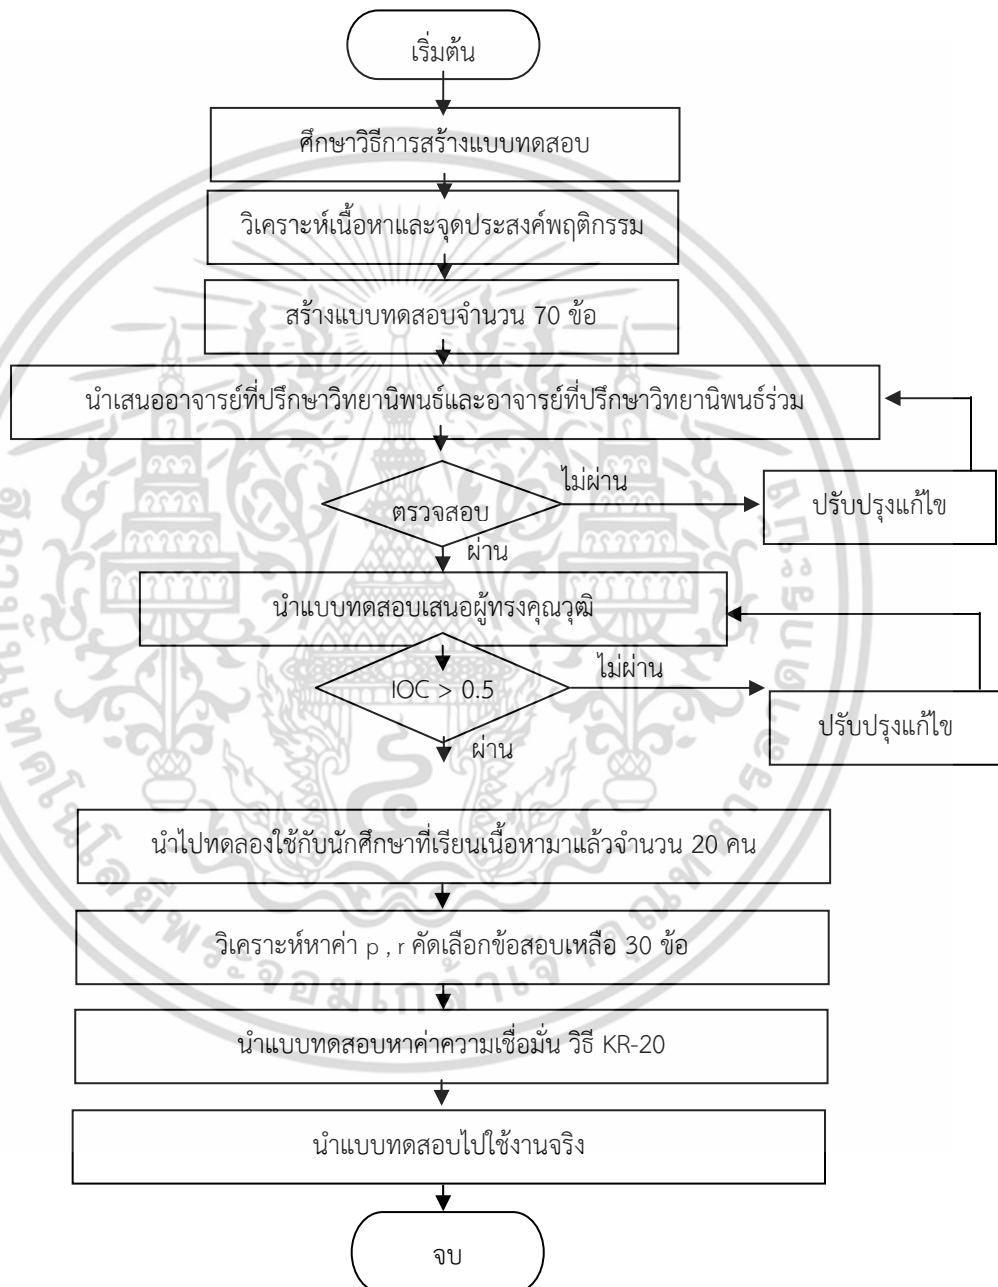 เริ่มต้น
ศึกษาวิธีการสร้างแบบทดสอบ
วิเคราะห์เนื้อหาและจุดประสงค์พฤติกรรม
สร้างแบบทดสอบจำนวน 70 ข้อ
นำเสนออาจารย์ที่ปรึกษาวิทยานิพนธ์และอาจารย์ที่ปรึกษาวิทยานิพนธ์ร่วม
ตรวจสอบ
ไม่ผ่าน
ปรับปรุงแก้ไข
ผ่าน
นำแบบทดสอบเสนอผู้ทรงคุณวุฒิ
IOC > 0.5
ไม่ผ่าน
ปรับปรุงแก้ไข
ผ่าน
นำไปทดลองใช้กับนักศึกษาที่เรียนเนื้อหามาแล้วจำนวน 20 คน
วิเคราะห์หาค่า p , r คัดเลือกข้อสอบเหลือ 30 ข้อ
นำแบบทดสอบหาค่าความเชื่อมั่น วิธี KR-20
นำแบบทดสอบไปใช้งานจริง
จบ